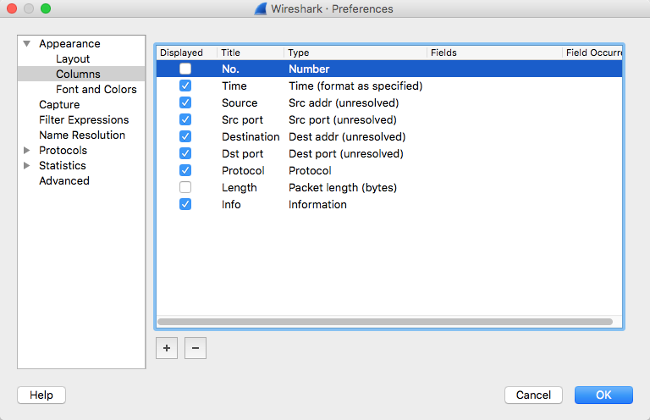 Wireshark · Preferences
Appearance
Layout
Columns
Font and Colors
Capture
Filter Expressions
Name Resolution
Protocols
Statistics
Advanced
Displayed Title Type Fields Field Occurre
No. Number
Time Time (format as specified)
Source Src addr (unresolved)
Src port Src port (unresolved)
Destination Dest addr (unresolved)
Dst port Dest port (unresolved)
Protocol Protocol
Length Packet length (bytes)
Info Information
+ −
Help Cancel OK